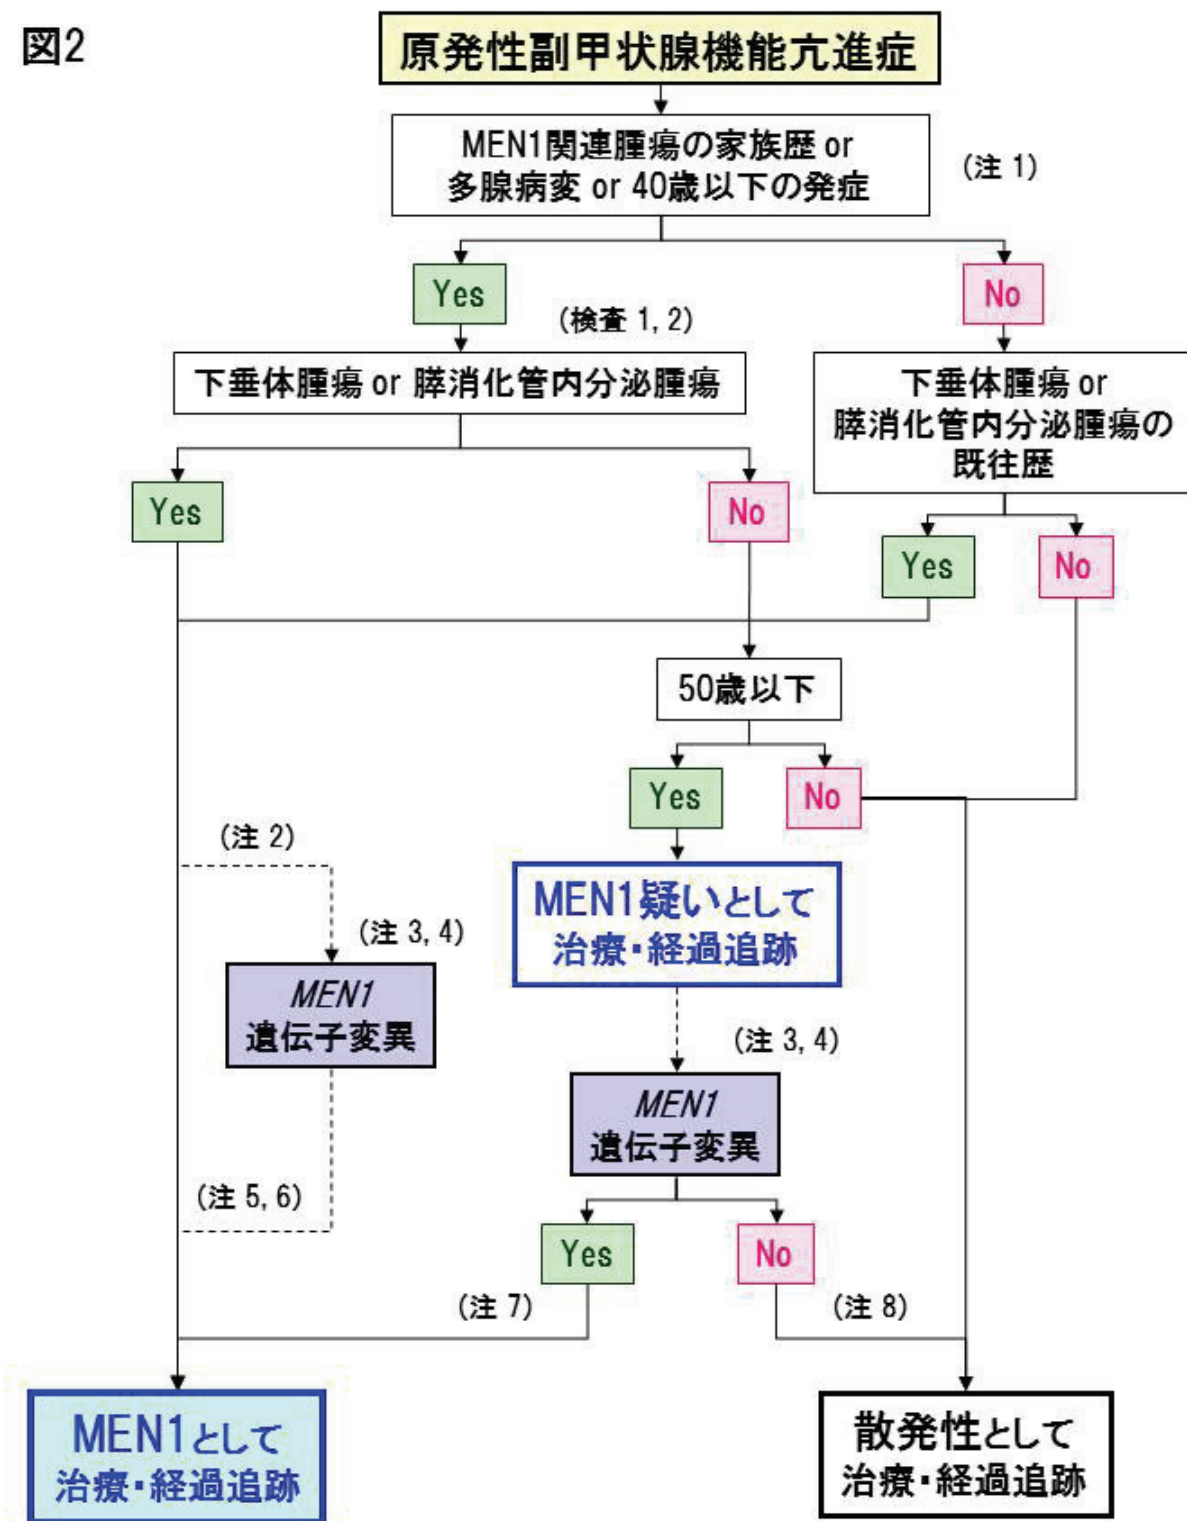 図2
原発性副甲状腺機能亢進症
MEN1関連腫瘍の家族歴 or
多腺病変 or 40歳以下の発症
(注 1)
Yes
No
(検査 1, 2)
下垂体腫瘍 or 膵消化管内分泌腫瘍
下垂体腫瘍 or
膵消化管内分泌腫瘍の
既往歴
Yes
No
Yes
No
50歳以下
Yes
No
(注 2)
MEN1疑いとして
治療・経過追跡
(注 3, 4)
MEN1
遺伝子変異
(注 3, 4)
MEN1
遺伝子変異
(注 5, 6)
Yes
No
(注 7)
(注 8)
MEN1として
治療・経過追跡
散発性として
治療・経過追跡